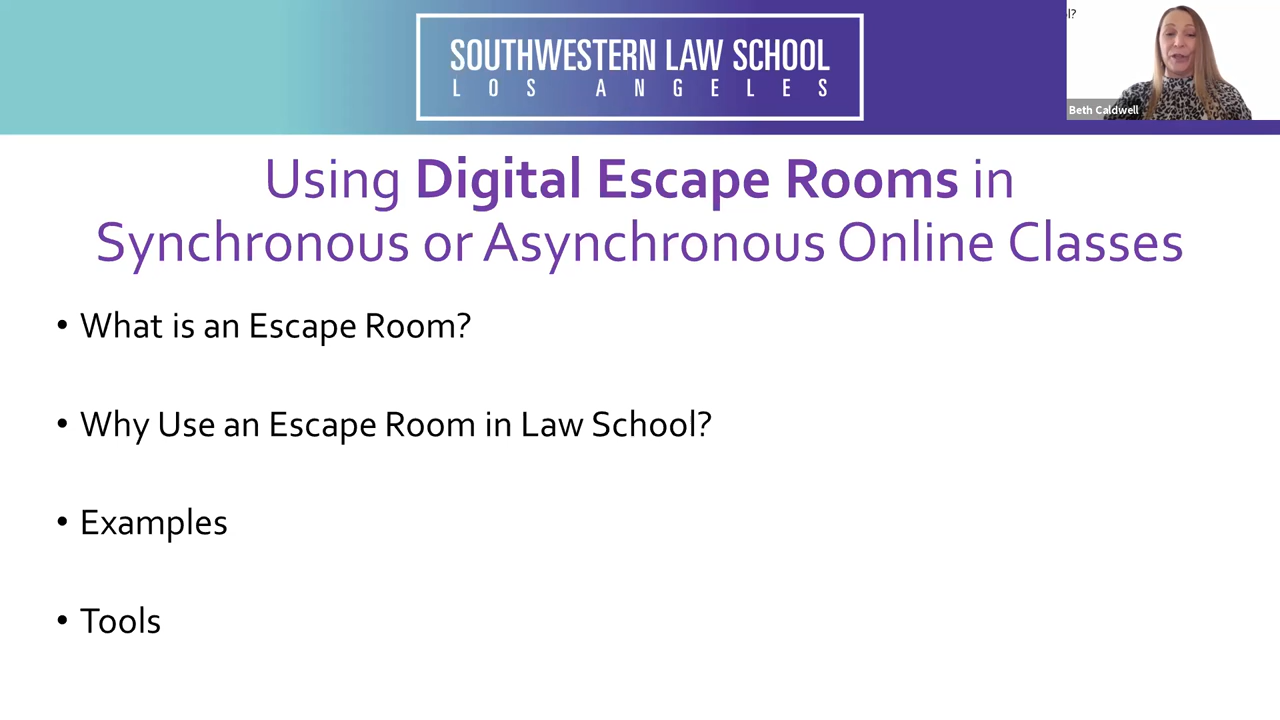 SOUTHWESTERN LAW SCHOOL
LOS ANGELES
l?
Beth Caldwell
Using Digital Escape Rooms in
Synchronous or Asynchronous Online Classes
• What is an Escape Room?
• Why Use an Escape Room in Law School?
• Examples
• Tools